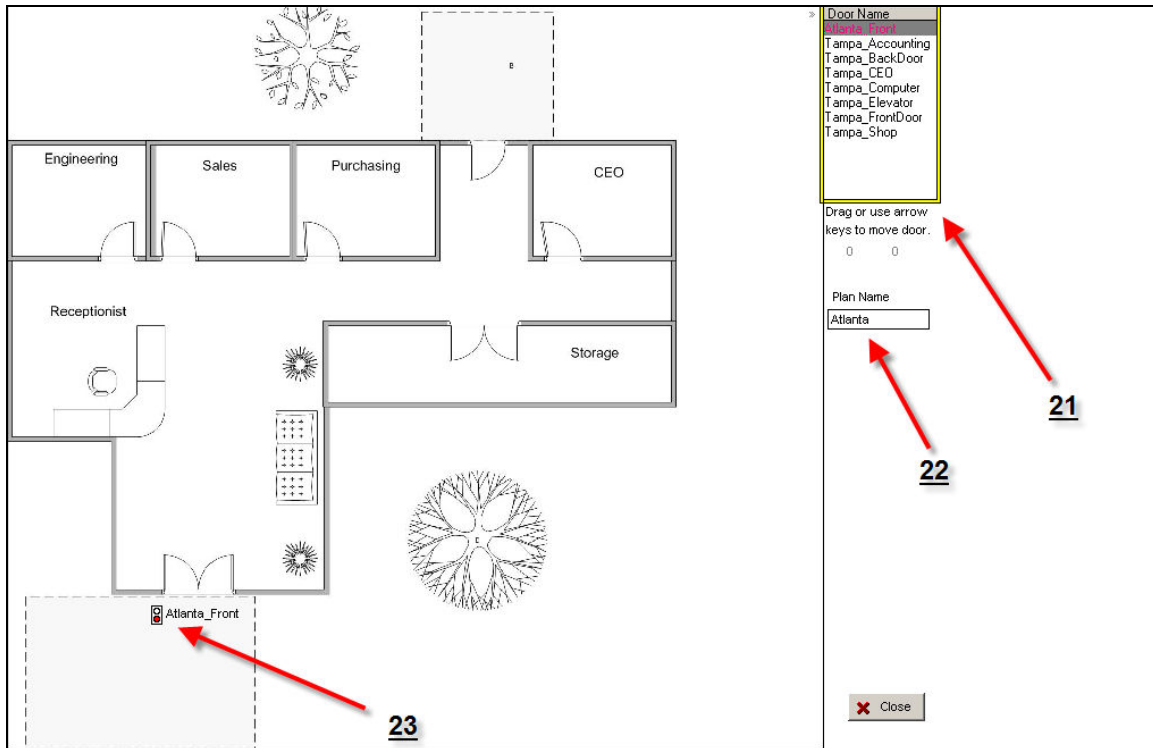 »
Door Name
Atlanta_Front
Tampa_Accounting
Tampa_BackDoor
Tampa_CEO
Tampa_Computer
Tampa_Elevator
Tampa_FrontDoor
Tampa_Shop
Drag or use arrow
keys to move door.
0 0
Plan Name
Atlanta
21
22
Engineering
Sales
Purchasing
CEO
Receptionist
Storage
Atlanta_Front
23
Close